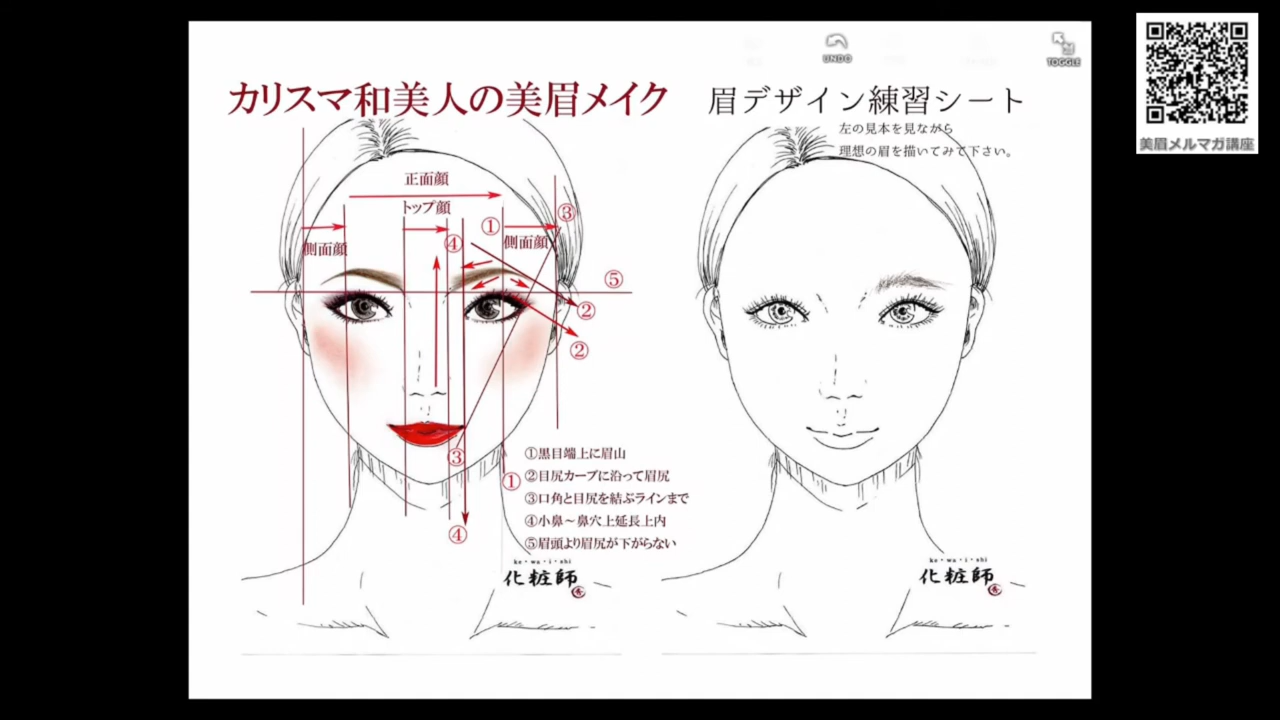 カリスマ和美人の美眉メイク
正面顔
トップ顔
側面顔
側面顔
①
③
④
⑤
②
②
③
①
④
①黒目端上に眉山
②目尻カーブに沿って眉尻
③口角と目尻を結ぶラインまで
④小鼻～鼻穴上延長上内
⑤眉頭より眉尻が下がらない
ke・wa・i・shi
化粧師
眉デザイン練習シート
左の見本を見ながら
理想の眉を描いてみて下さい。
ke・wa・i・shi
化粧師
UNDO
TOGGLE
美眉メルマガ講座